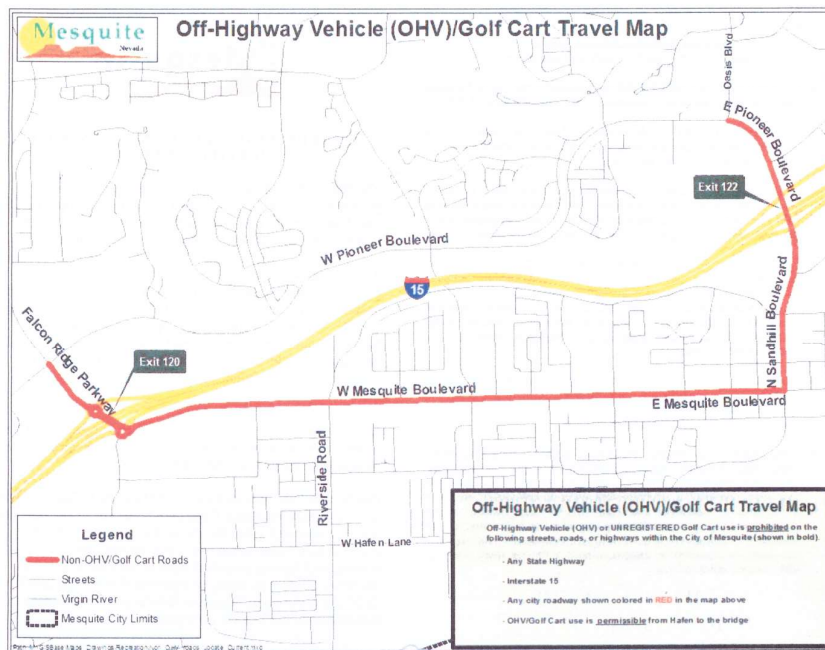 Mesquite
Nevada
Off-Highway Vehicle (OHV)/Golf Cart Travel Map
Oasis Blvd
E Pioneer Boulevard
Exit 122
W Pioneer Boulevard
15
N Sandhill Boulevard
Falcon Ridge Parkway
Exit 120
W Mesquite Boulevard
E Mesquite Boulevard
Riverside Road
W Hafen Lane
Legend
Non-OHV/Golf Cart Roads
Streets
Virgin River
Mesquite City Limits
Off-Highway Vehicle (OHV)/Golf Cart Travel Map
Off-Highway Vehicle (OHV) or UNREGISTERED Golf Cart use is prohibited on the
following streets, roads, or highways within the City of Mesquite (shown in bold)
- Any State Highway
- Interstate 15
- Any city roadway shown colored in RED in the map above
- OHV/Golf Cart use is permissible from Hafen to the bridge